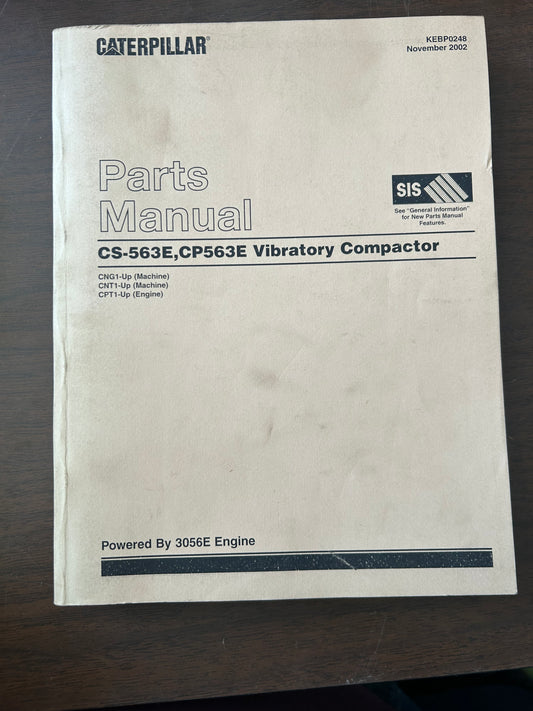 CATERPILLAR®
KEBP0248
November 2002
Parts
Manual
SIS
See "General Information"
for New Parts Manual
Features.
CS-563E,CP563E Vibratory Compactor
CNG1-Up (Machine)
CNT1-Up (Machine)
CPT1-Up (Engine)
Powered By 3056E Engine